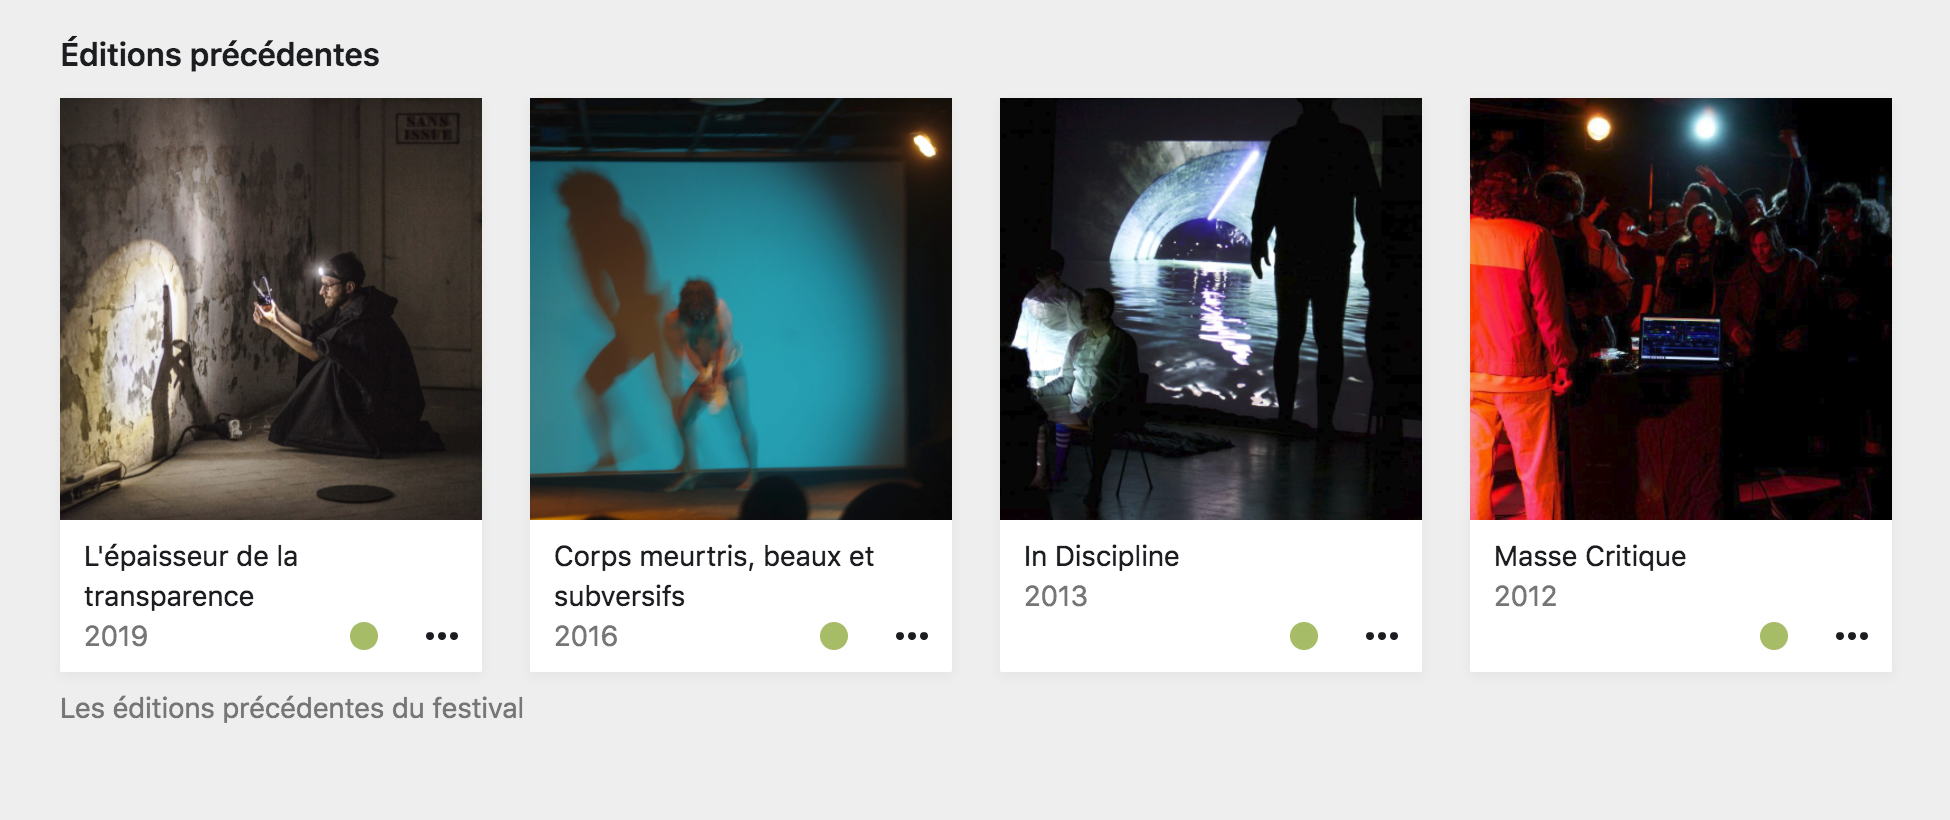 Éditions précédentes
SANS
ISSUE
L'épaisseur de la
transparence
2019
Corps meurtris, beaux et
subversifs
2016
In Discipline
2013
Masse Critique
2012
Les éditions précédentes du festival